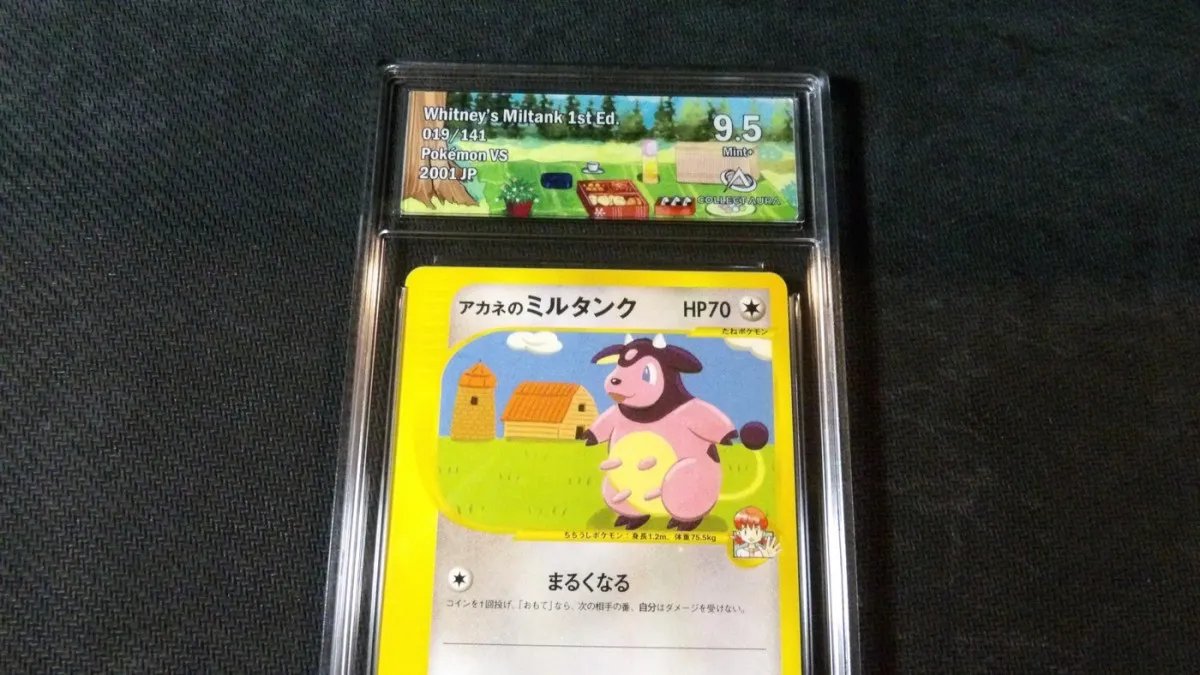 Whitney's Miltank 1st Ed.
019/141
Pokémon VS
2001 JP
9.5
Mint+
COLLECT AURA
アカネのミルタンク HP70
たねポケモン
ちちうしポケモン：身長1.2m、体重75.5kg
まるくなる
コインを1回投げ、「おもて」なら、次の相手の番、自分はダメージを受けない。